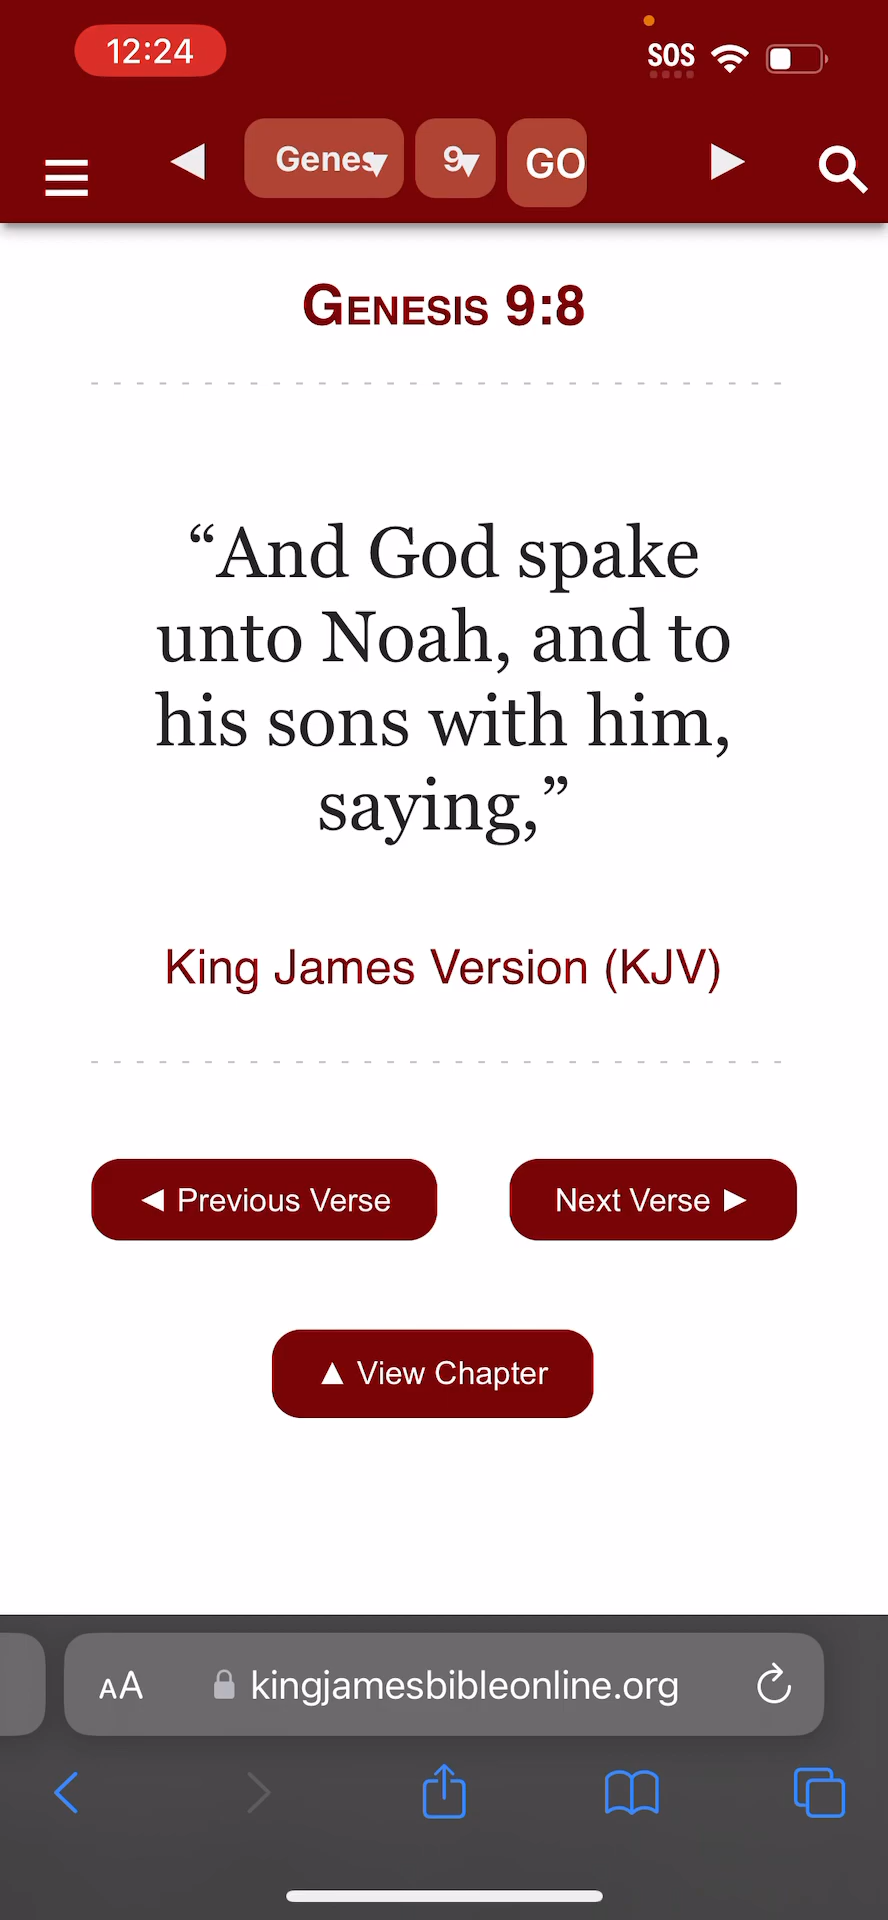 12:24
SOS
Genes
9
GO
Genesis 9:8
“And God spake
unto Noah, and to
his sons with him,
saying,”
King James Version (KJV)
◄ Previous Verse
Next Verse ►
▲ View Chapter
AA
kingjamesbibleonline.org